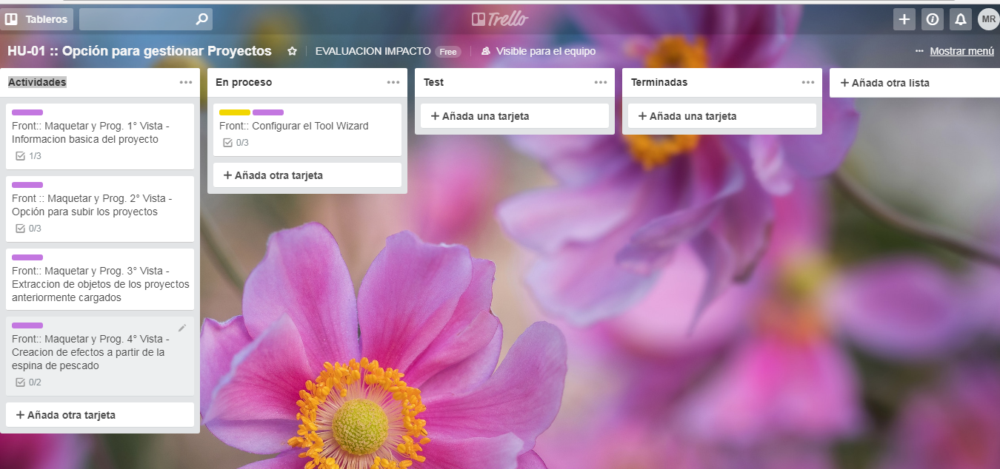 Tableros
Trello
MR
HU-01 :: Opción para gestionar Proyectos
EVALUACION IMPACTO Free
Visible para el equipo
Mostrar menú
Actividades
Front:: Maquetar y Prog. 1° Vista -
Informacion basica del proyecto
1/3
Front :: Maquetar y Prog. 2° Vista -
Opción para subir los proyectos
0/3
Front:: Maquetar y Prog. 3° Vista -
Extraccion de objetos de los proyectos
anteriormente cargados
Front:: Maquetar y Prog. 4° Vista -
Creacion de efectos a partir de la
espina de pescado
0/2
+ Añada otra tarjeta
En proceso
Front:: Configurar el Tool Wizard
0/3
+ Añada otra tarjeta
Test
+ Añada una tarjeta
Terminadas
+ Añada una tarjeta
+ Añada otra lista